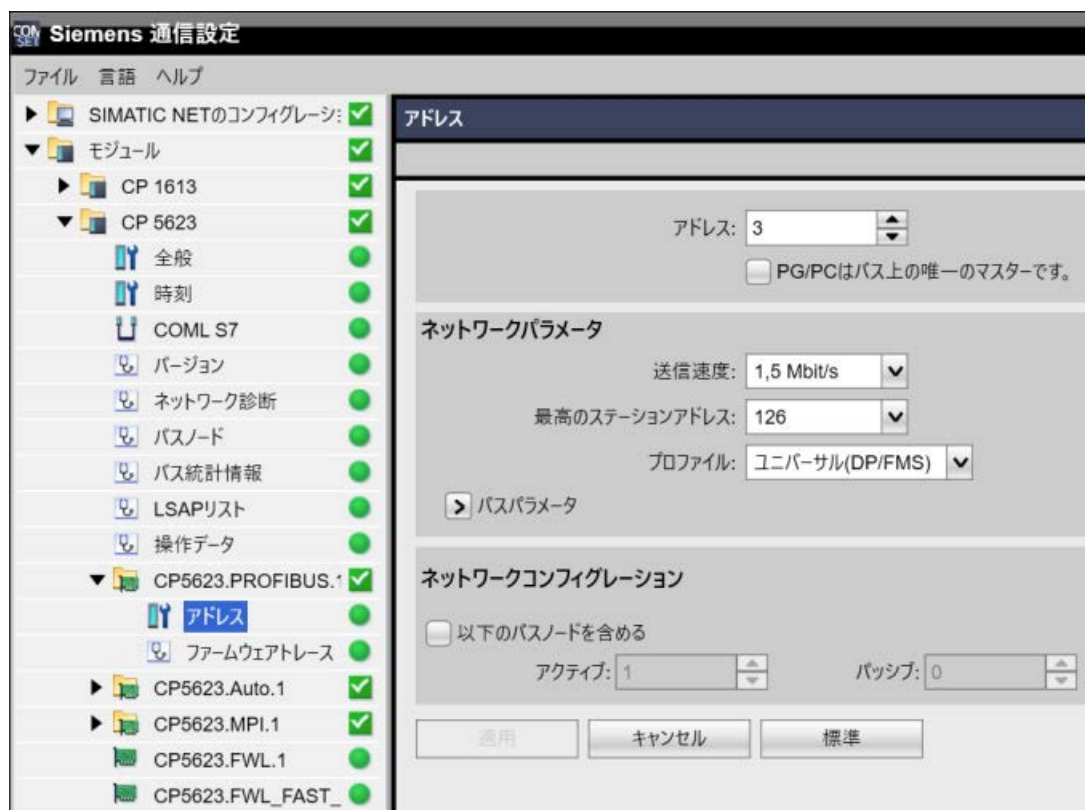 CON SET Siemens 通信設定
ファイル 言語 ヘルプ
SIMATIC NETのコンフィグレーシ
モジュール
CP 1613
CP 5623
全般
時刻
COML S7
バージョン
ネットワーク診断
バスノード
バス統計情報
LSAPリスト
操作データ
CP5623.PROFIBUS.1
アドレス
ファームウェアトレース
CP5623.Auto.1
CP5623.MPI.1
CP5623.FWL.1
CP5623.FWL_FAST_
アドレス
アドレス: 3
PG/PCはバス上の唯一のマスターです。
ネットワークパラメータ
送信速度: 1,5 Mbit/s
最高のステーションアドレス: 126
プロファイル: ユニバーサル(DP/FMS)
バスパラメータ
ネットワークコンフィグレーション
以下のバスノードを含める
アクティブ: 1 パッシブ: 0
適用 キャンセル 標準